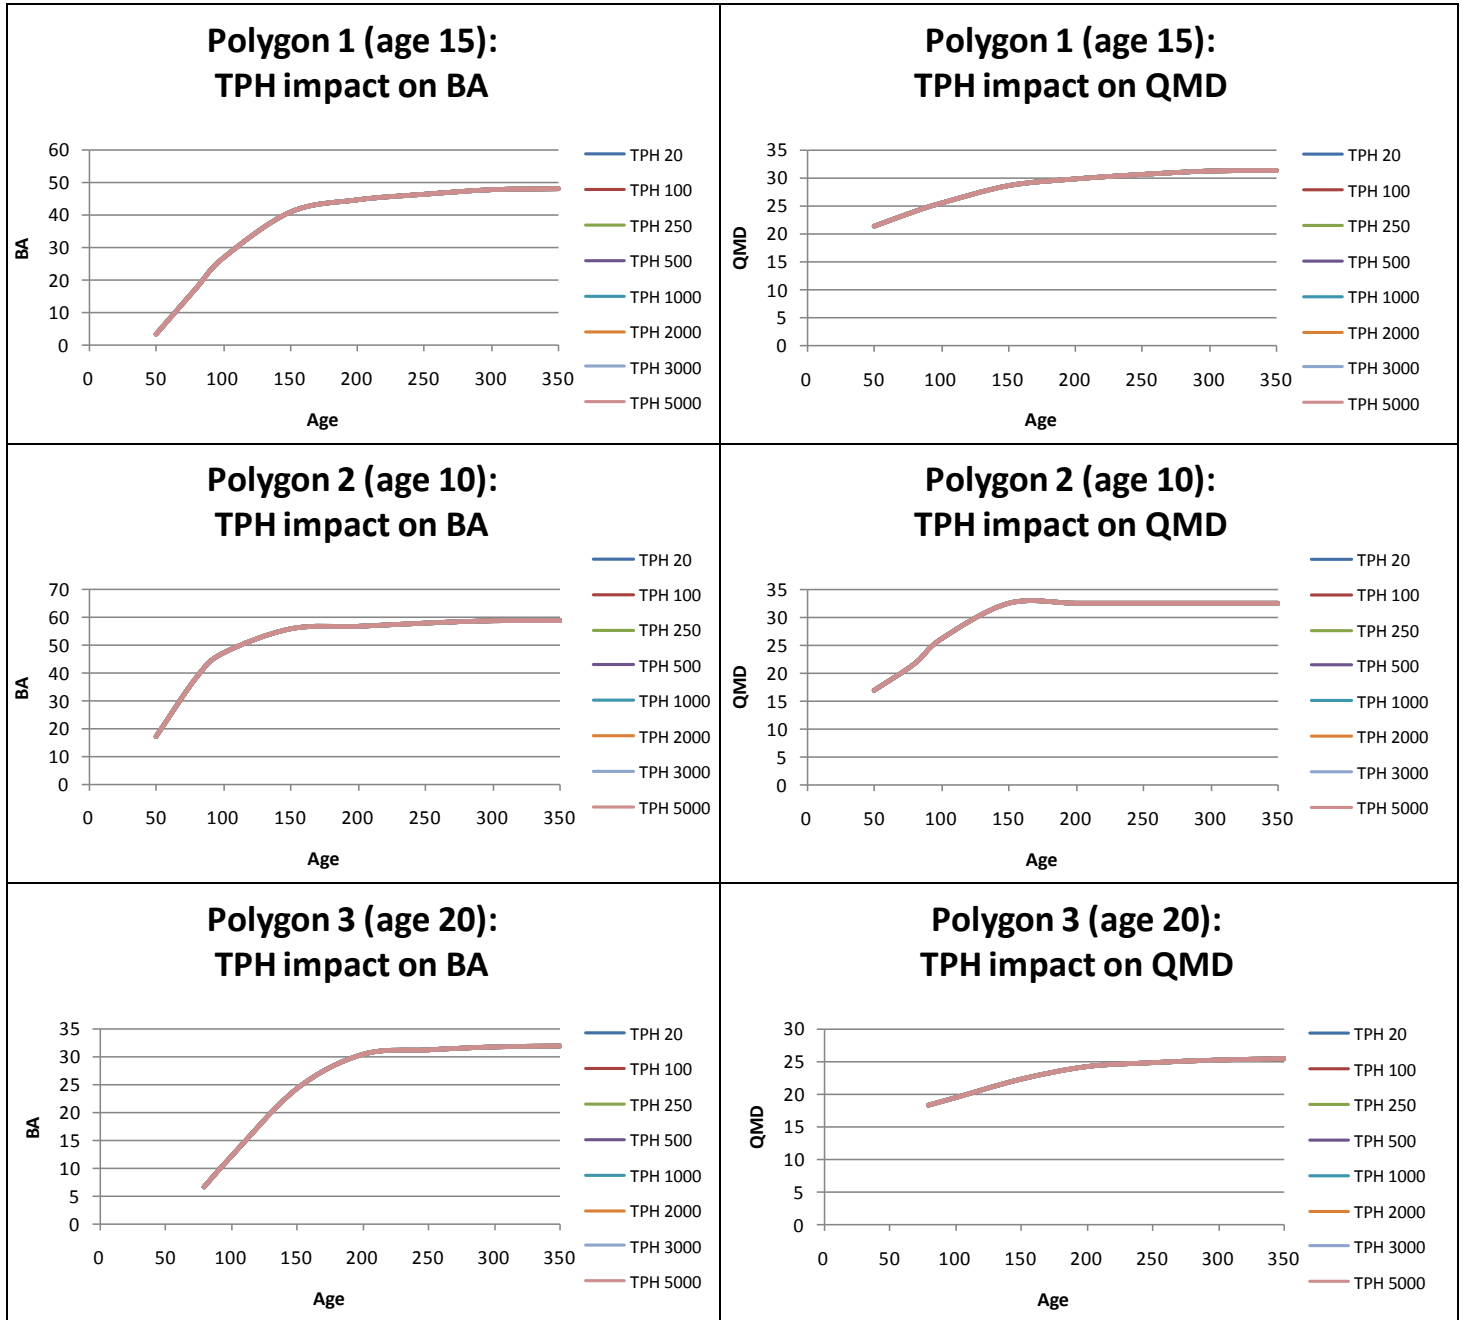 Polygon 1 (age 15):
TPH impact on BA
60
50
40
30
20
10
0
BA
0 50 100 150 200 250 300 350
Age
TPH 20
TPH 100
TPH 250
TPH 500
TPH 1000
TPH 2000
TPH 3000
TPH 5000
Polygon 1 (age 15):
TPH impact on QMD
35
30
25
20
15
10
5
0
QMD
0 50 100 150 200 250 300 350
Age
TPH 20
TPH 100
TPH 250
TPH 500
TPH 1000
TPH 2000
TPH 3000
TPH 5000
Polygon 2 (age 10):
TPH impact on BA
70
60
50
40
30
20
10
0
BA
0 50 100 150 200 250 300 350
Age
TPH 20
TPH 100
TPH 250
TPH 500
TPH 1000
TPH 2000
TPH 3000
TPH 5000
Polygon 2 (age 10):
TPH impact on QMD
35
30
25
20
15
10
5
0
QMD
0 50 100 150 200 250 300 350
Age
TPH 20
TPH 100
TPH 250
TPH 500
TPH 1000
TPH 2000
TPH 3000
TPH 5000
Polygon 3 (age 20):
TPH impact on BA
35
30
25
20
15
10
5
0
BA
0 50 100 150 200 250 300 350
Age
TPH 20
TPH 100
TPH 250
TPH 500
TPH 1000
TPH 2000
TPH 3000
TPH 5000
Polygon 3 (age 20):
TPH impact on QMD
30
25
20
15
10
5
0
QMD
0 50 100 150 200 250 300 350
Age
TPH 20
TPH 100
TPH 250
TPH 500
TPH 1000
TPH 2000
TPH 3000
TPH 5000